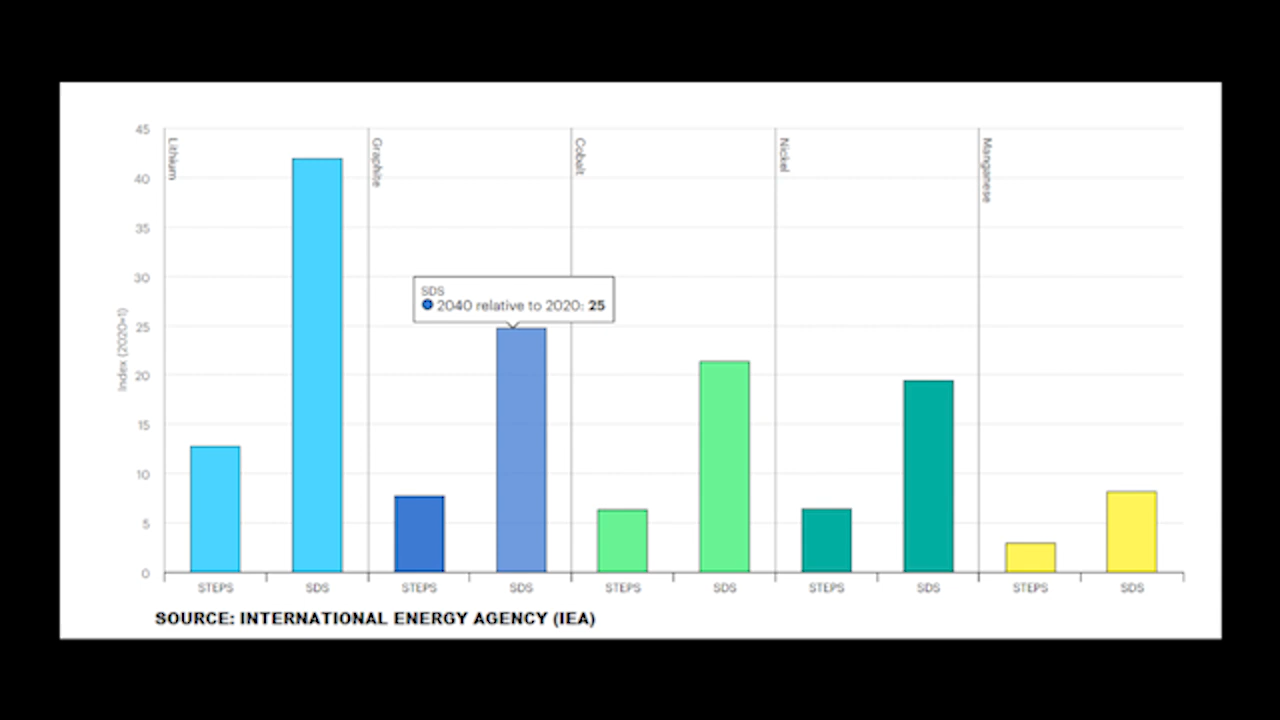 45
40
35
30
25
20
15
10
5
0
Index (2020=1)
Lithium
Graphite
Cobalt
Nickel
Manganese
SDS
2040 relative to 2020: 25
STEPS SDS STEPS SDS STEPS SDS STEPS SDS STEPS SDS
SOURCE: INTERNATIONAL ENERGY AGENCY (IEA)